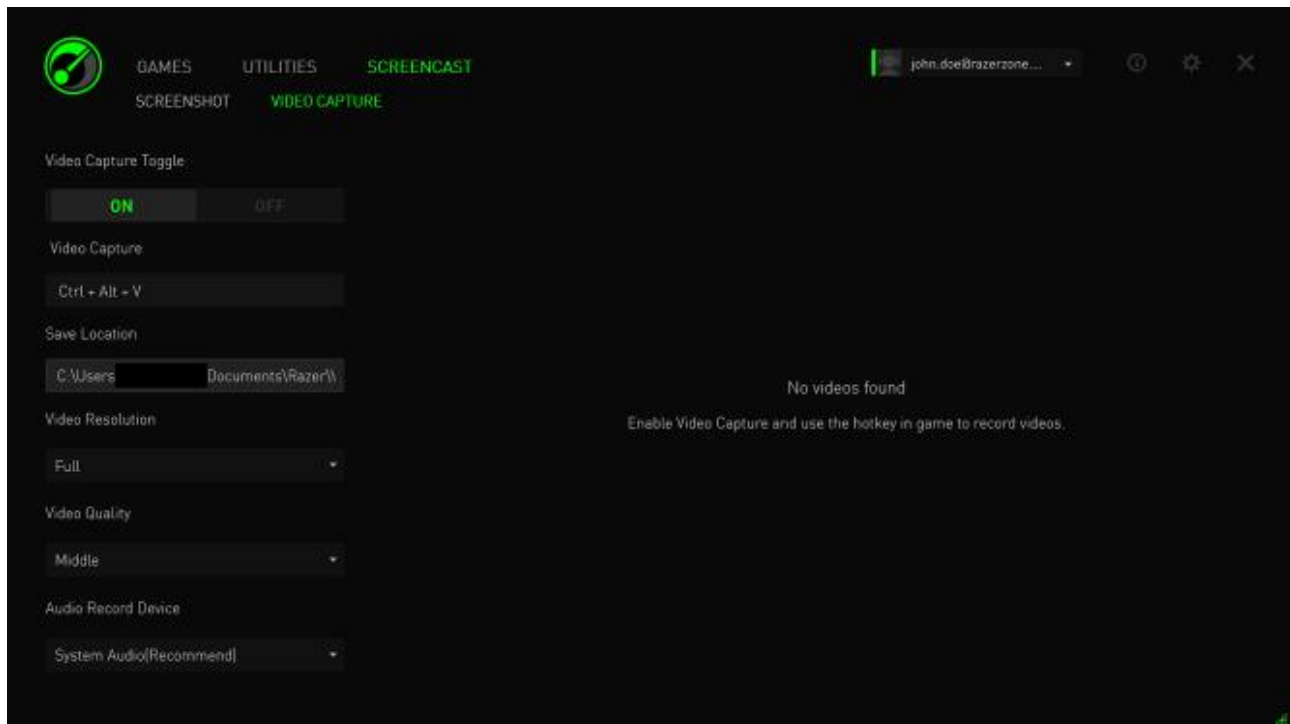 GAMES UTILITIES SCREENCAST john.doe@razerzone...
SCREENSHOT VIDEO CAPTURE
Video Capture Toggle
ON OFF
Video Capture
Ctrl + Alt + V
Save Location
C:\Users Documents\Razer\\
No videos found
Enable Video Capture and use the hotkey in game to record videos.
Video Resolution
Full
Video Quality
Middle
Audio Record Device
System Audio(Recommend)